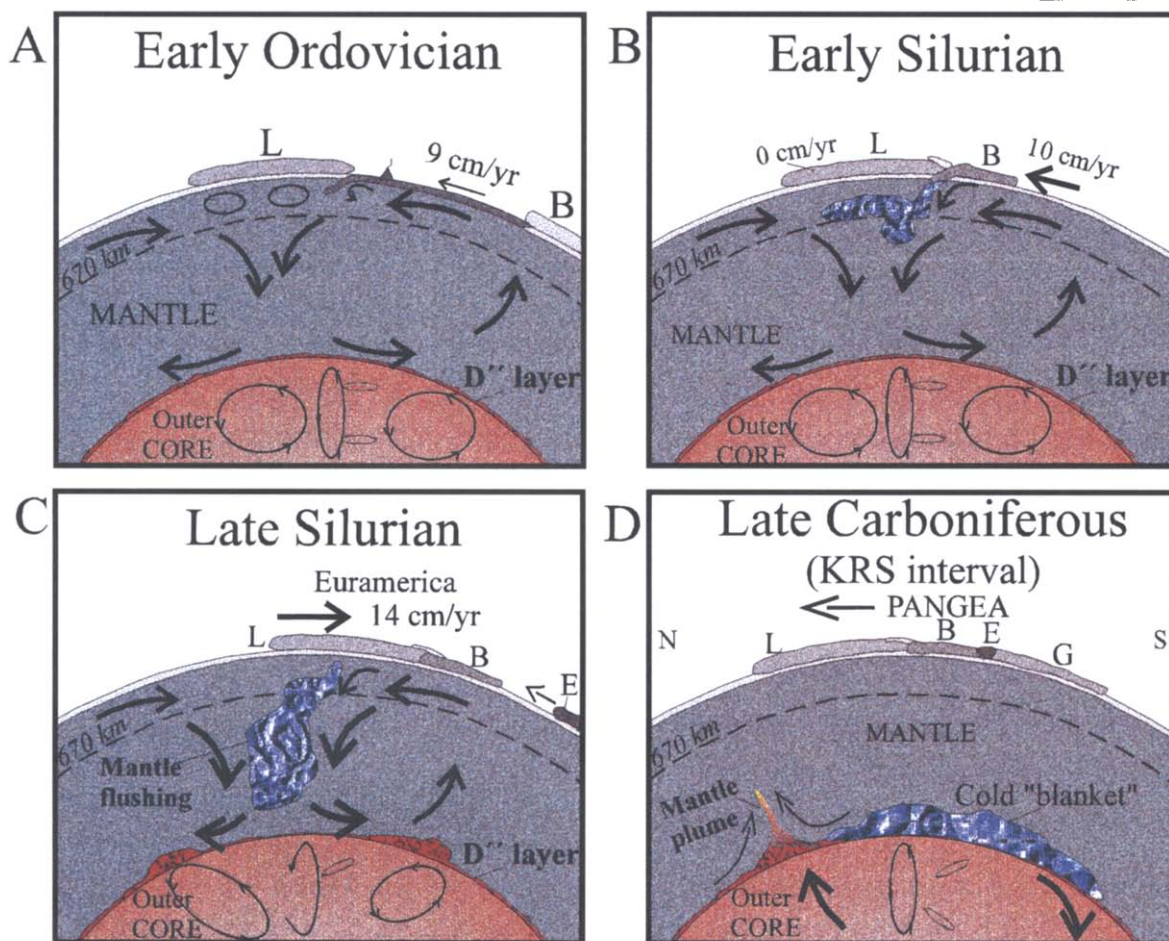 A
Early Ordovician
L
9 cm/yr
B
670 km
MANTLE
D´´ layer
Outer
CORE
B
Early Silurian
0 cm/yr
L
B
10 cm/yr
670 km
MANTLE
D´´ layer
Outer
CORE
C
Late Silurian
Euramerica
14 cm/yr
L
B
E
670 km
Mantle
flushing
D´´ layer
Outer
CORE
D
Late Carboniferous
(KRS interval)
PANGEA
N
L
B
E
G
S
670 km
MANTLE
Mantle
plume
Cold "blanket"
Outer
CORE